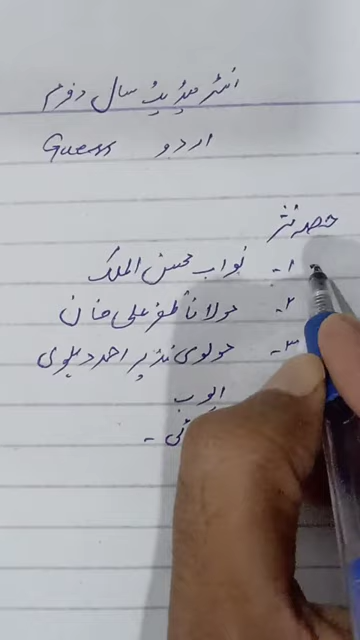 انٹرمیڈیٹ سال دوم
اردو Guess
حصہ نثر
۱۔ نواب محسن الملک
۲۔ مولانا ظفر علی خان
۳۔ مولوی نذیر احمد دہلوی
ایوب